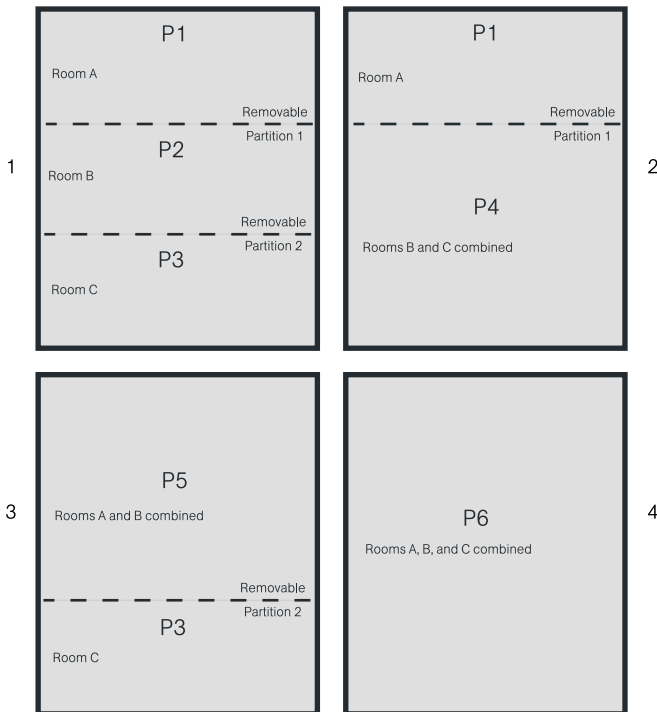 P1
Room A
Removable
Partition 1
P2
Room B
Removable
Partition 2
P3
Room C
1
P1
Room A
Removable
Partition 1
P4
Rooms B and C combined
2
P5
Rooms A and B combined
Removable
Partition 2
P3
Room C
3
P6
Rooms A, B, and C combined
4